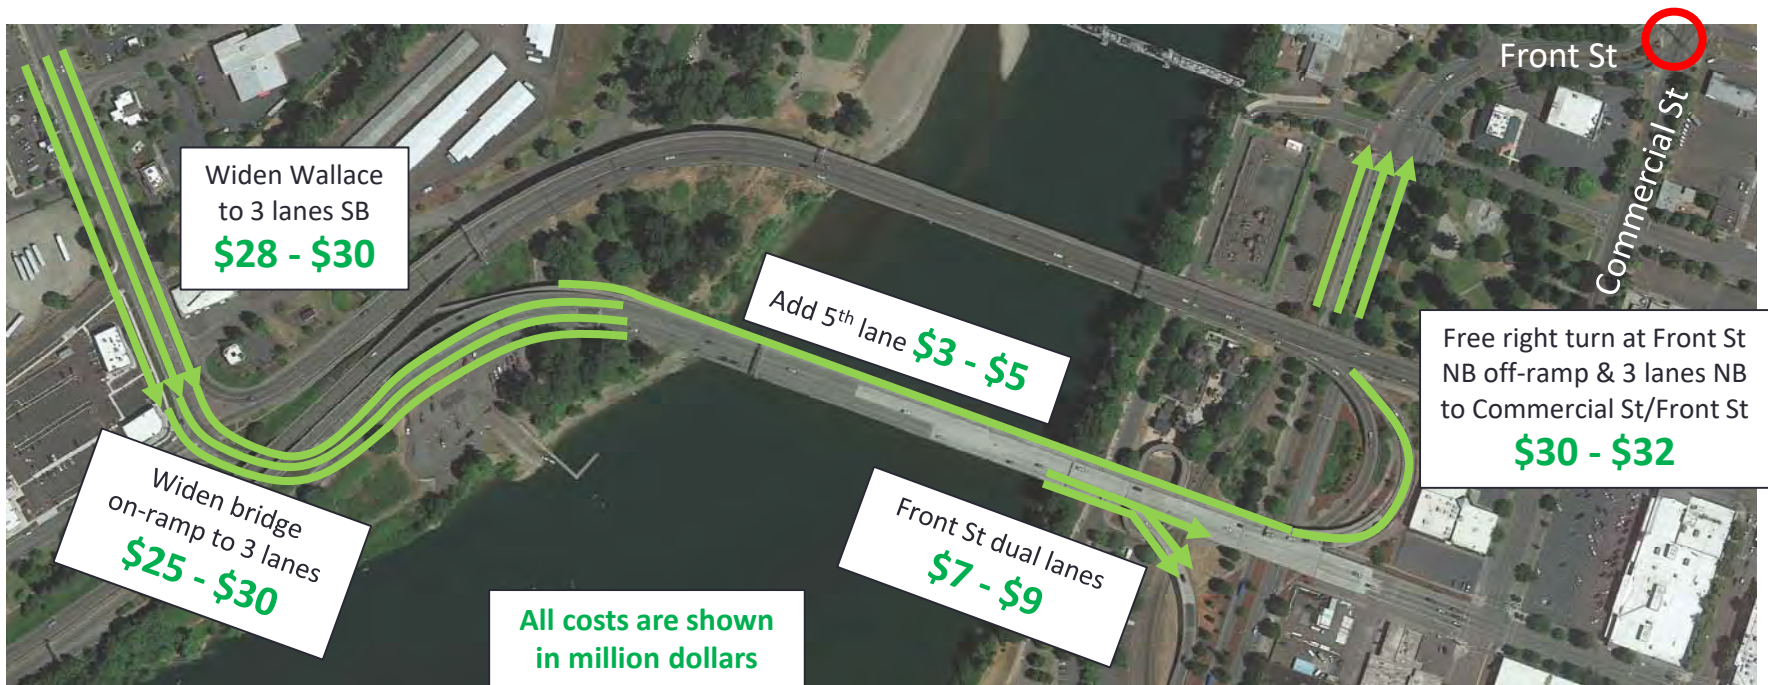 Front St
Commercial St
Widen Wallace
to 3 lanes SB
$28 - $30
Add 5th lane $3 - $5
Free right turn at Front St
NB off-ramp & 3 lanes NB
to Commercial St/Front St
$30 - $32
Widen bridge
on-ramp to 3 lanes
$25 - $30
Front St dual lanes
$7 - $9
All costs are shown
in million dollars